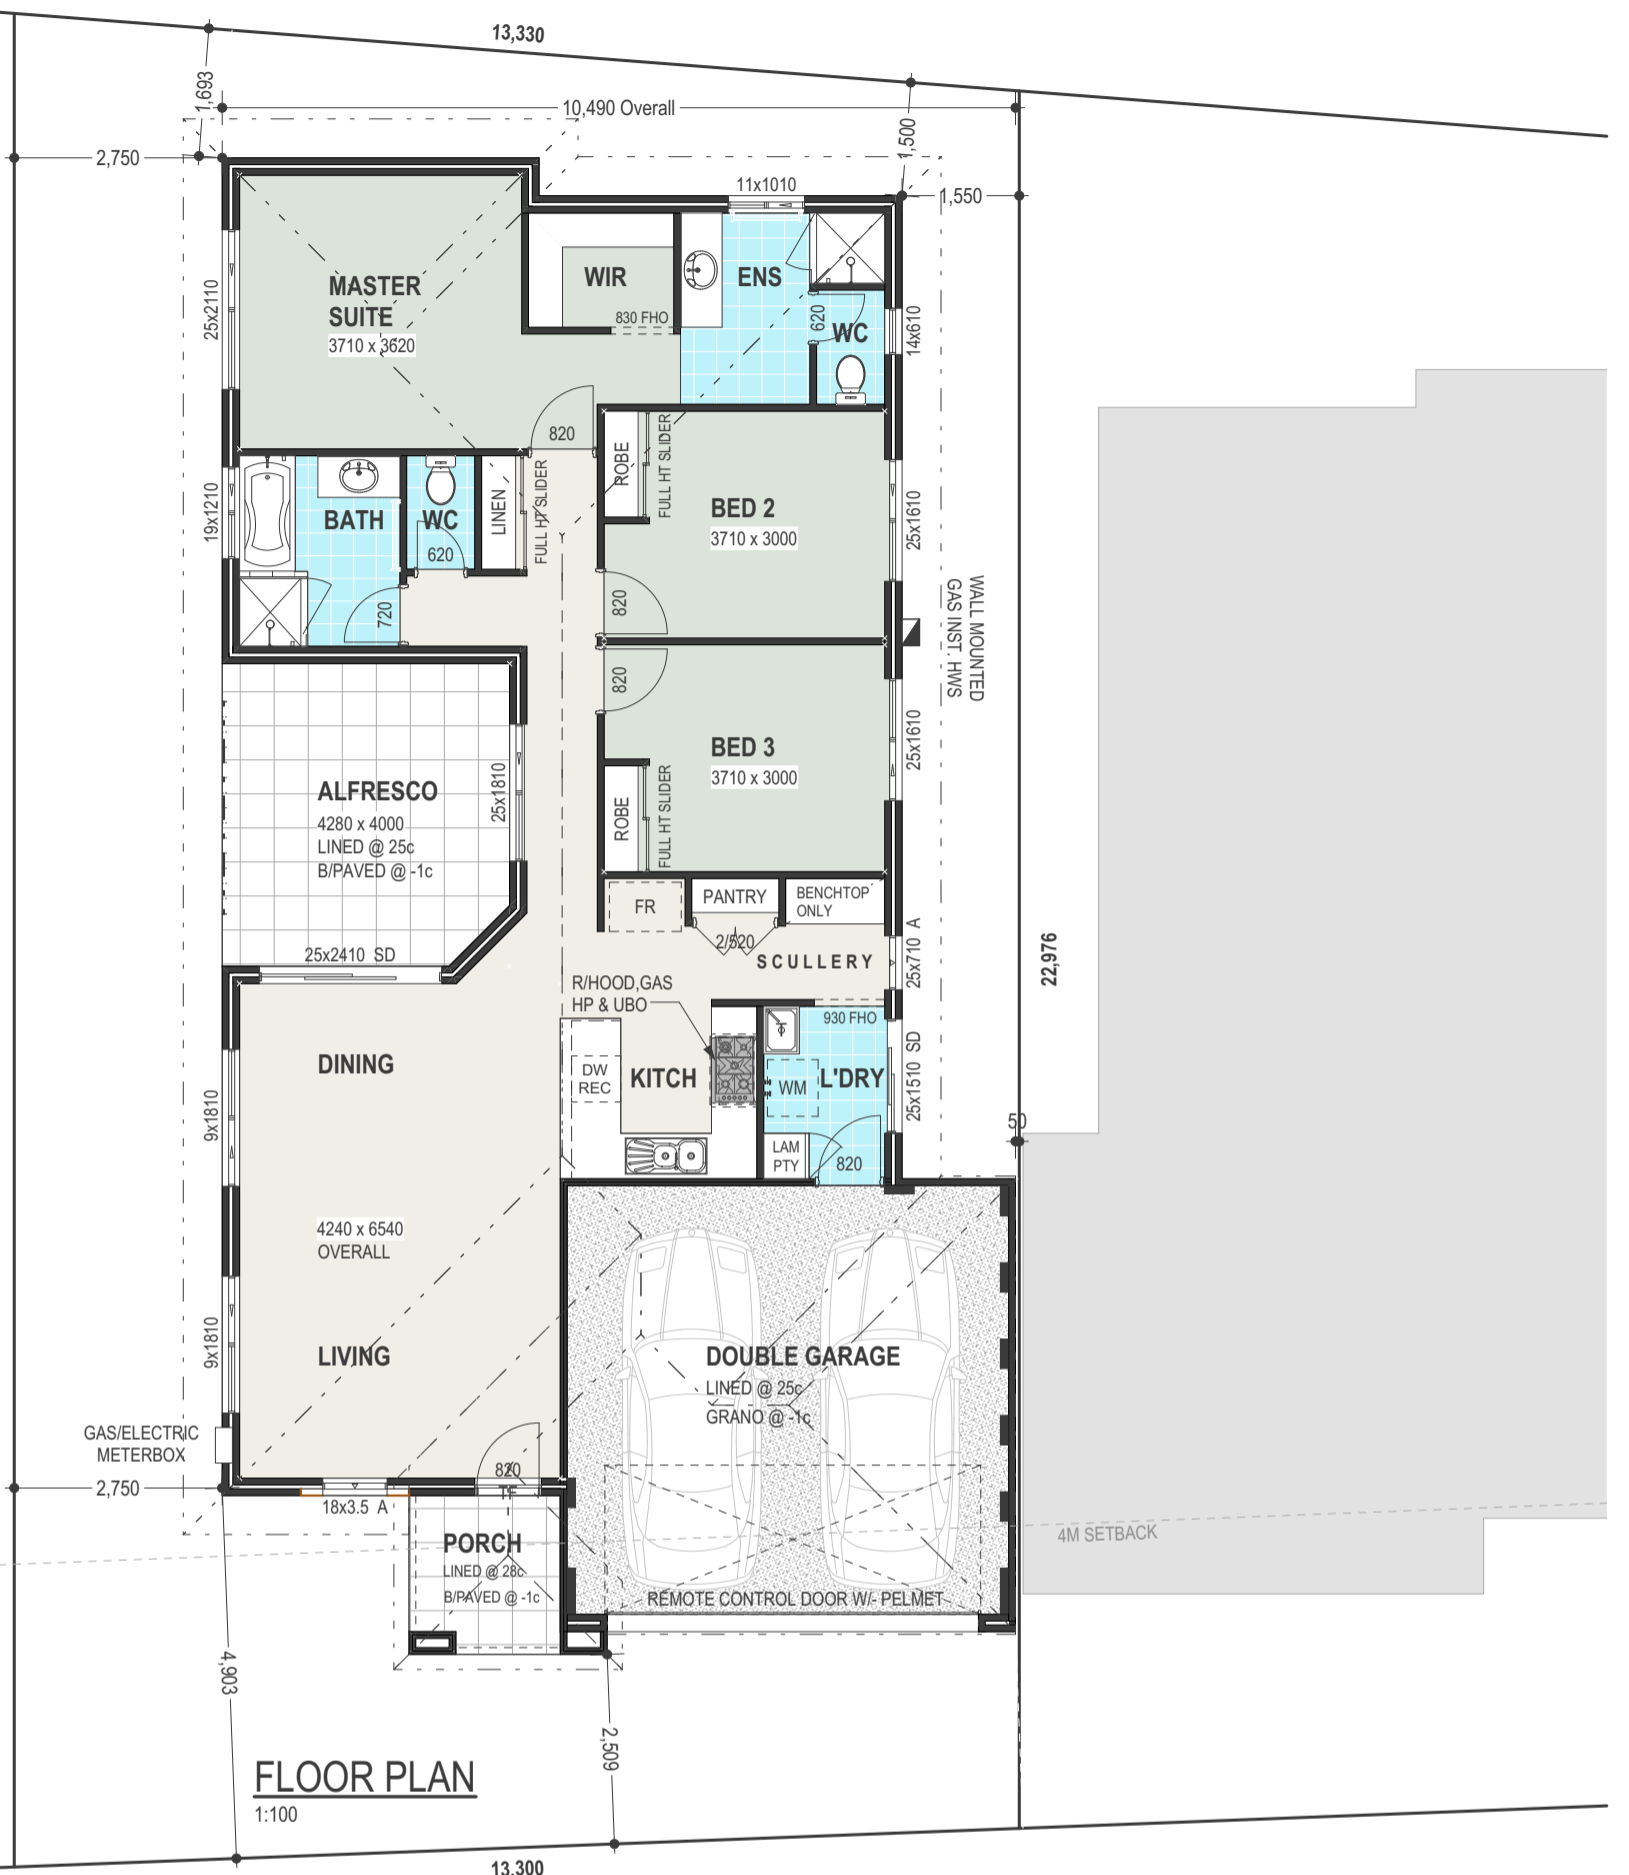 13,330
1,693
10,490 Overall
1,500
2,750
1,550
11x1010
MASTER
SUITE
3710 x 3620
25x2110
WIR
830 FHO
ENS
620
WC
14x610
820
ROBE
FULL HT SLIDER
BED 2
3710 x 3000
25x1610
19x1210
BATH
WC
620
LINEN
FULL HT SLIDER
720
820
WALL MOUNTED
GAS INST. HWS
820
BED 3
3710 x 3000
25x1610
ROBE
FULL HT SLIDER
ALFRESCO
4280 x 4000
LINED @ 25c
B/PAVED @ -1c
25x1810
25x2410 SD
FR
PANTRY
BENCHTOP
ONLY
2/520
SCULLERY
25x710 A
22,976
R/HOOD,GAS
HP & UBO
930 FHO
DINING
DW
REC
KITCH
WM
L'DRY
25x1510 SD
9x1810
50
LAM
PTY
820
4240 x 6540
OVERALL
LIVING
9x1810
DOUBLE GARAGE
LINED @ 25c
GRANO @ -1c
GAS/ELECTRIC
METERBOX
820
2,750
18x3.5 A
PORCH
LINED @ 28c
B/PAVED @ -1c
4M SETBACK
REMOTE CONTROL DOOR W/- PELMET
4,903
2,509
FLOOR PLAN
1:100
13,300